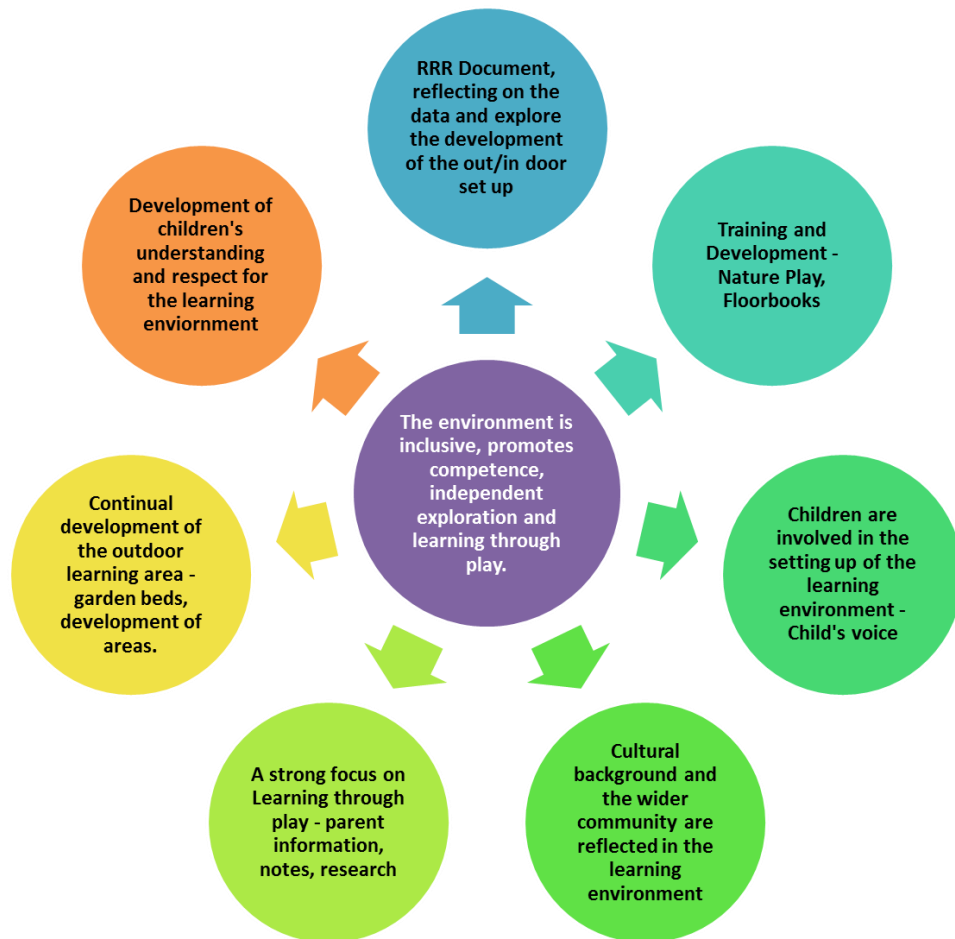 RRR Document,
reflecting on the
data and explore
the development
of the out/in door
set up
Training and
Development -
Nature Play,
Floorbooks
Children are
involved in the
setting up of the
learning
environment -
Child's voice
Cultural
background and
the wider
community are
reflected in the
learning
environment
A strong focus on
Learning through
play - parent
information,
notes, research
Continual
development of
the outdoor
learning area -
garden beds,
development of
areas.
Development of
children's
understanding
and respect for
the learning
enviornment
The environment is
inclusive, promotes
competence,
independent
exploration and
learning through
play.